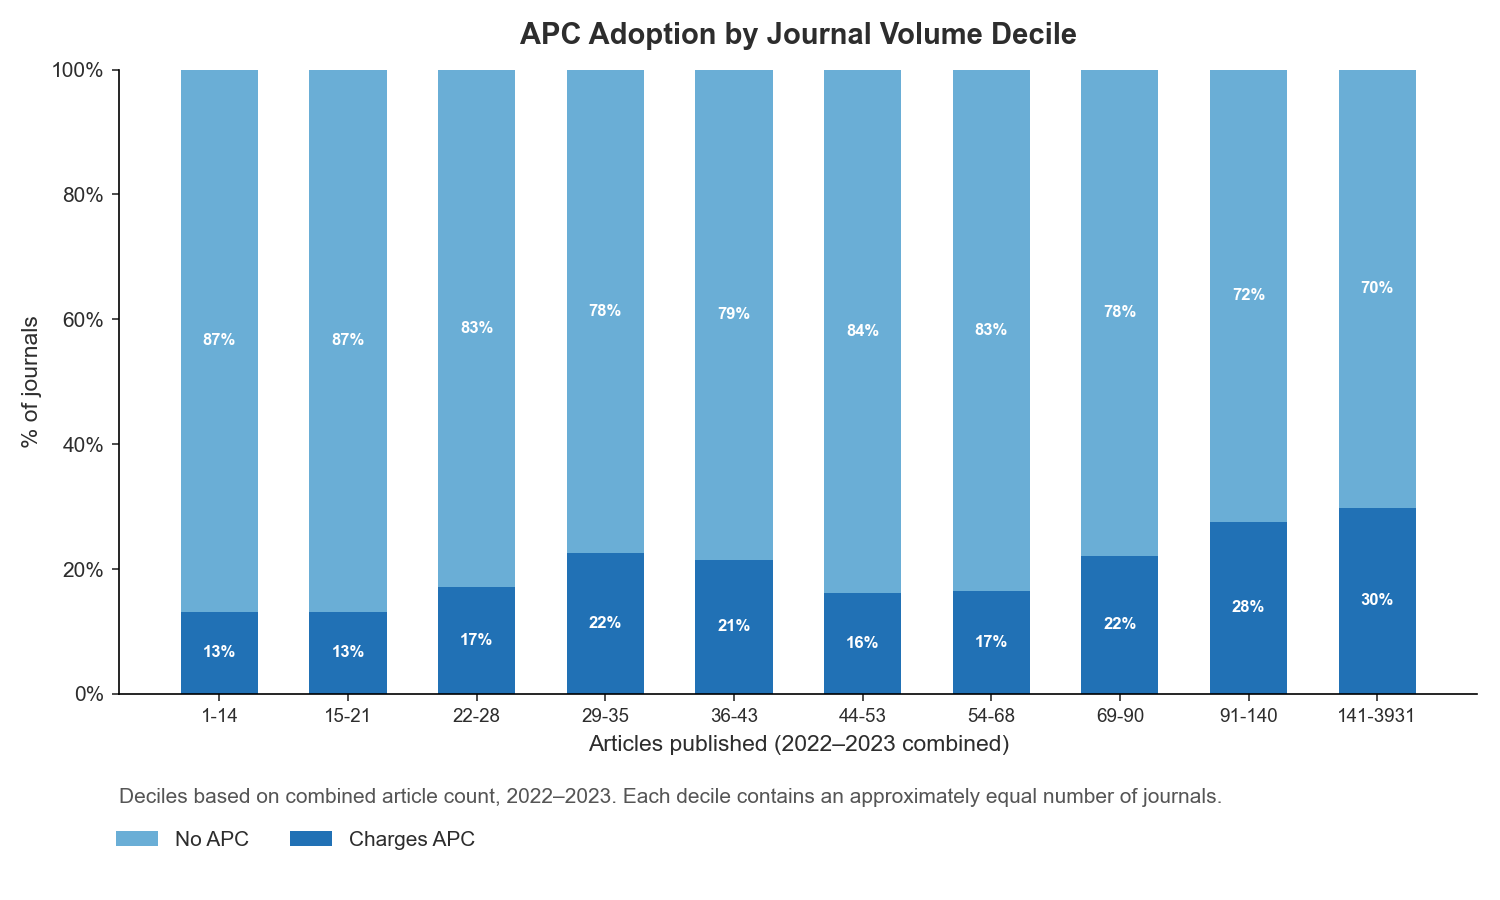 APC Adoption by Journal Volume Decile
% of journals
100%
80%
60%
40%
20%
0%
87% 87% 83% 78% 79% 84% 83% 78% 72% 70%
13% 13% 17% 22% 21% 16% 17% 22% 28% 30%
1-14 15-21 22-28 29-35 36-43 44-53 54-68 69-90 91-140 141-3931
Articles published (2022–2023 combined)
Deciles based on combined article count, 2022–2023. Each decile contains an approximately equal number of journals.
No APC Charges APC